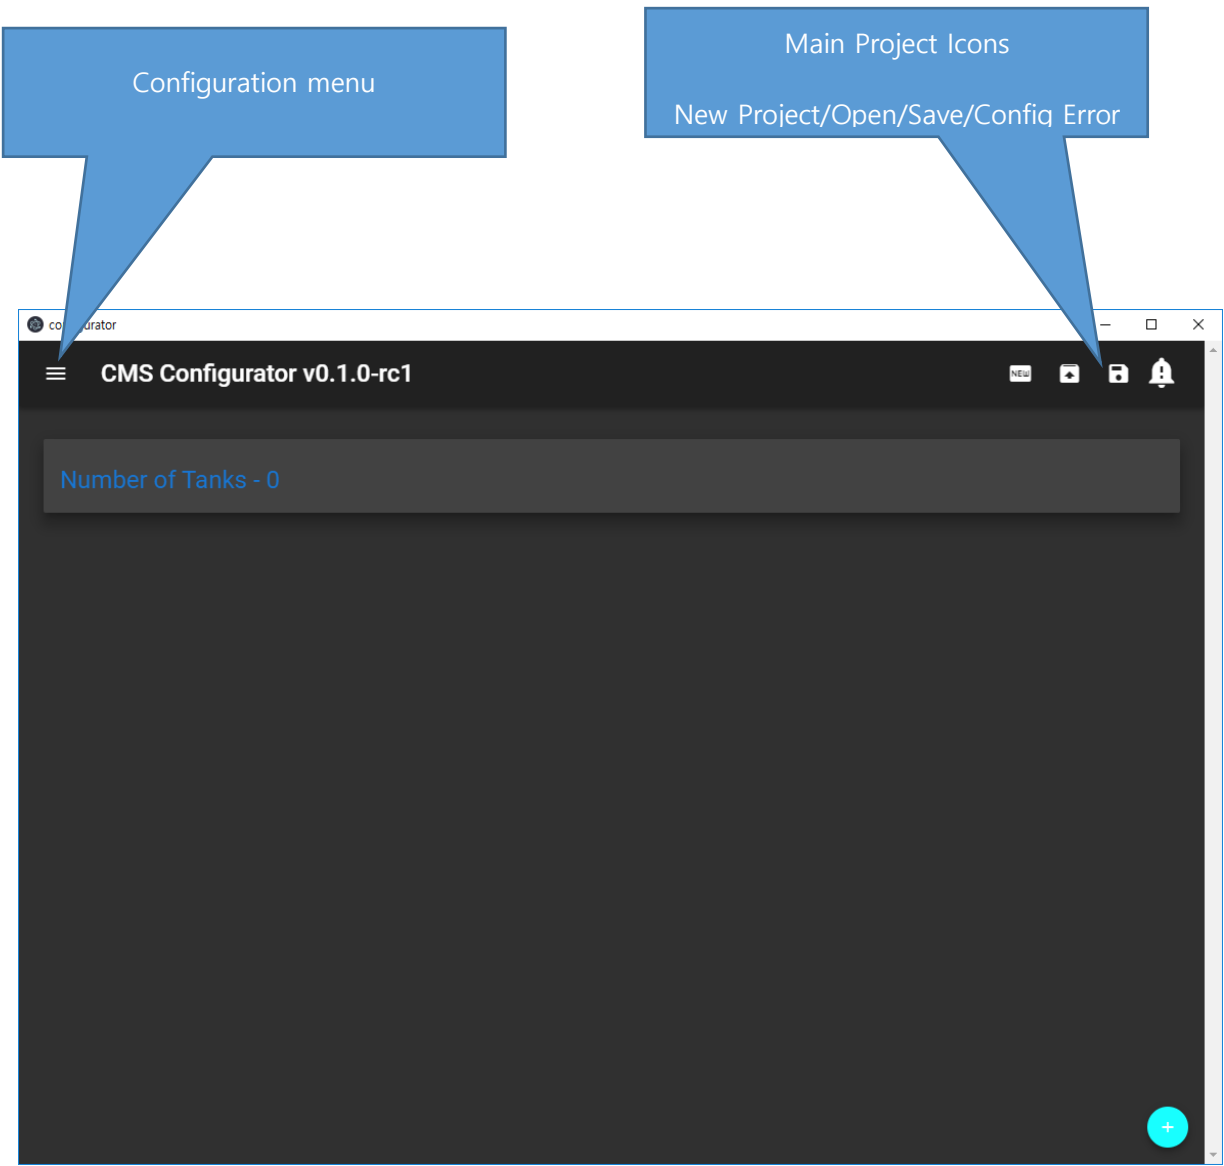 Configuration menu
Main Project Icons
New Project/Open/Save/Config Error
CMS Configurator v0.1.0-rc1
NEW
Number of Tanks - 0
+